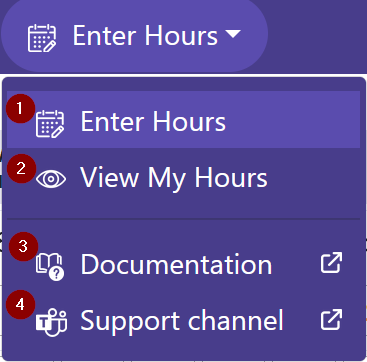 Enter Hours
1 Enter Hours
2 View My Hours
3 Documentation
4 Support channel